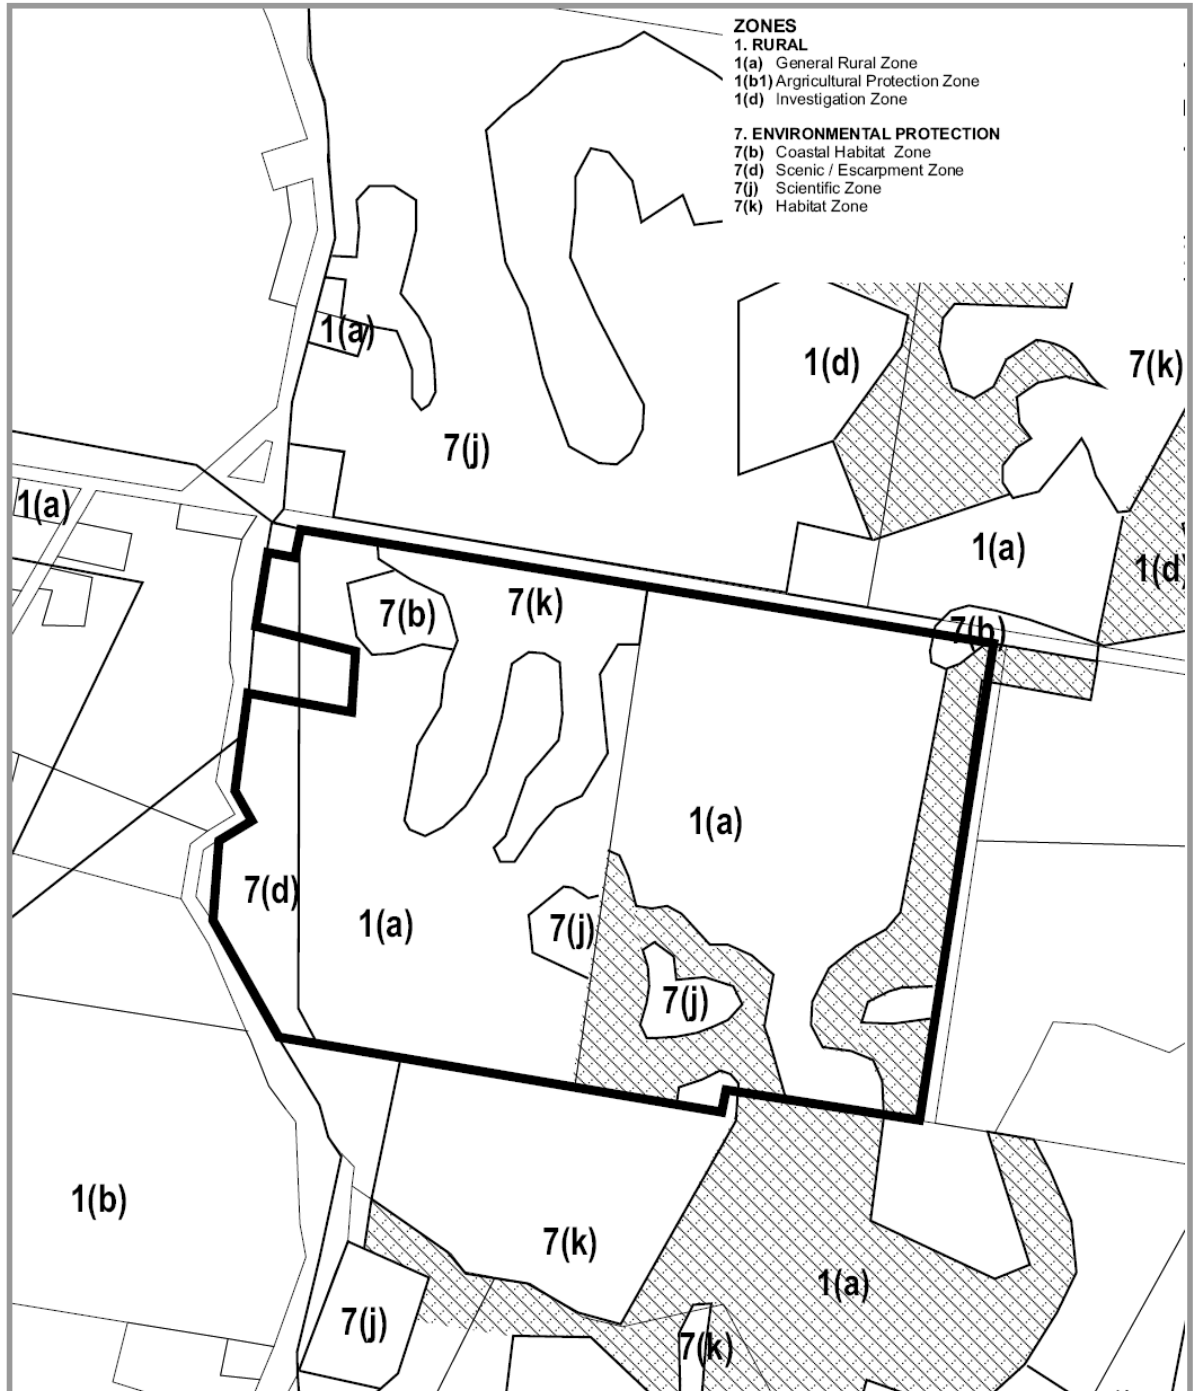 ZONES
1. RURAL
1(a) General Rural Zone
1(b1) Argricultural Protection Zone
1(d) Investigation Zone
7. ENVIRONMENTAL PROTECTION
7(b) Coastal Habitat Zone
7(d) Scenic / Escarpment Zone
7(j) Scientific Zone
7(k) Habitat Zone
1(a)
1(d)
7(k)
7(j)
1(a)
1(a)
1(d)
7(b)
7(k)
7(b)
1(a)
7(d)
1(a)
7(j)
7(j)
1(b)
7(k)
1(a)
7(j)
7(k)